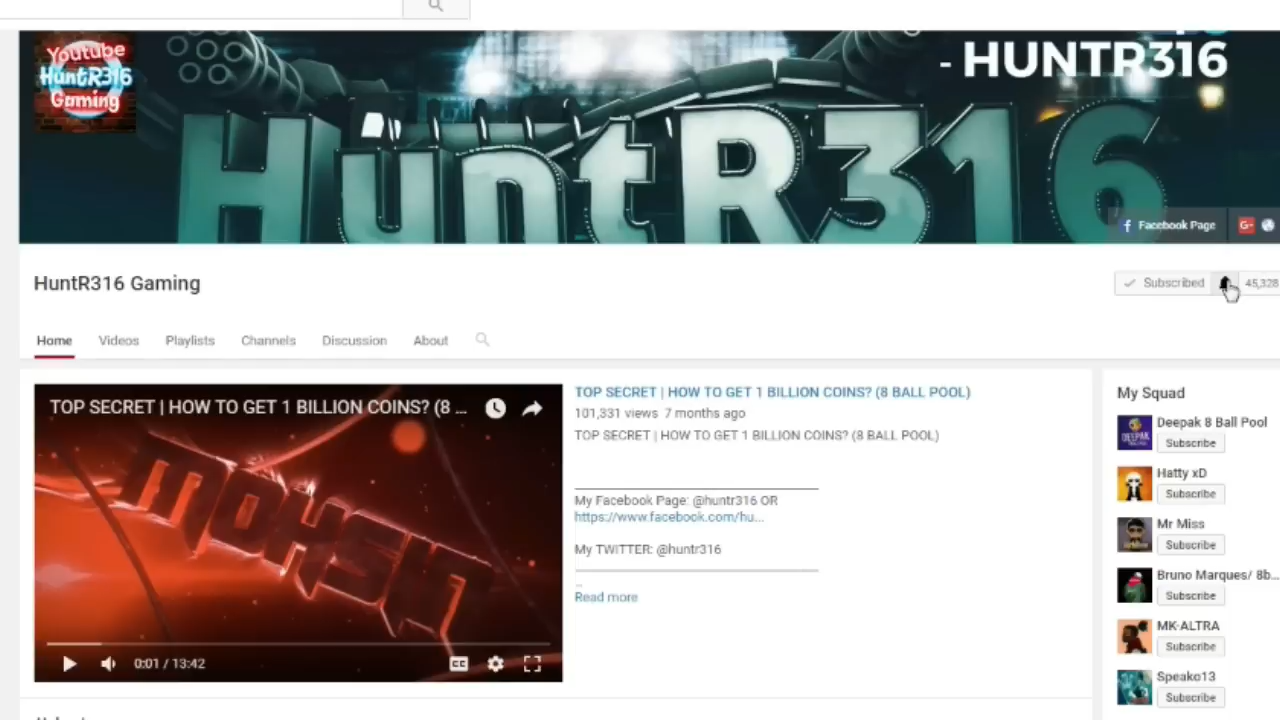 Youtube
HuntR316
Gaming
- HUNTR316
HuntR316
Facebook Page
G+
HuntR316 Gaming
Subscribed
45,328
Home
Videos
Playlists
Channels
Discussion
About
TOP SECRET | HOW TO GET 1 BILLION COINS? (8 ...
MOHSIN
0:01 / 13:42
CC
TOP SECRET | HOW TO GET 1 BILLION COINS? (8 BALL POOL)
101,331 views 7 months ago
TOP SECRET | HOW TO GET 1 BILLION COINS? (8 BALL POOL)
My Facebook Page: @huntr316 OR
https://www.facebook.com/hu...
My TWITTER: @huntr316
...
Read more
My Squad
Deepak 8 Ball Pool
Subscribe
Hatty xD
Subscribe
Mr Miss
Subscribe
Bruno Marques/ 8b...
Subscribe
MK-ALTRA
Subscribe
Speako13
Subscribe